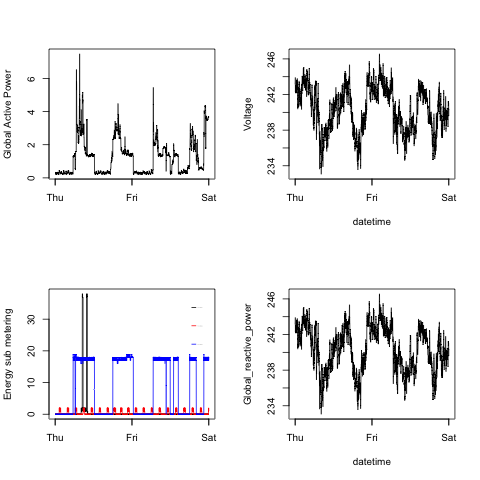 Global Active Power
0 2 4 6
Thu Fri Sat
Voltage
234 238 242 246
Thu Fri Sat
datetime
Energy sub metering
0 10 20 30
Thu Fri Sat
Global_reactive_power
234 238 242 246
Thu Fri Sat
datetime